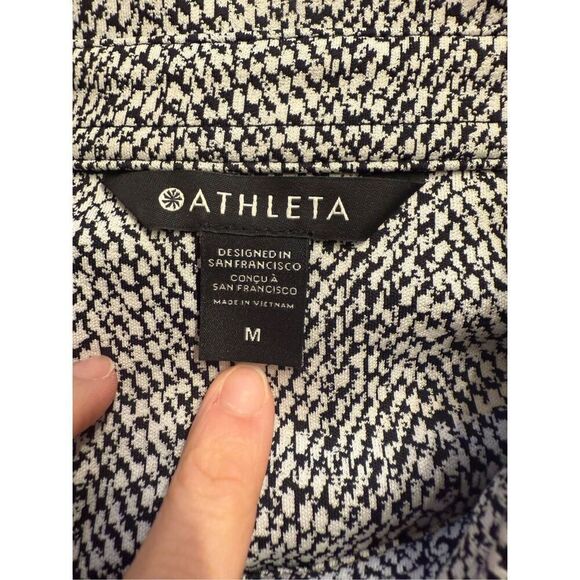 ATHLETA
DESIGNED IN
SAN FRANCISCO
CONÇU À
SAN FRANCISCO
MADE IN VIETNAM
M